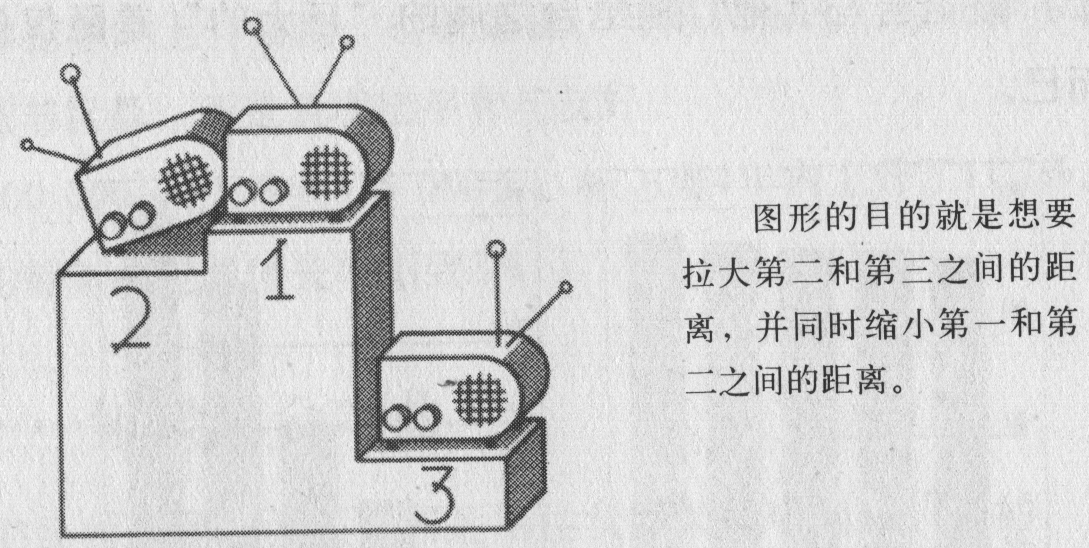 1
2
3
图形的目的就是想要
拉大第二和第三之间的距
离，并同时缩小第一和第
二之间的距离。